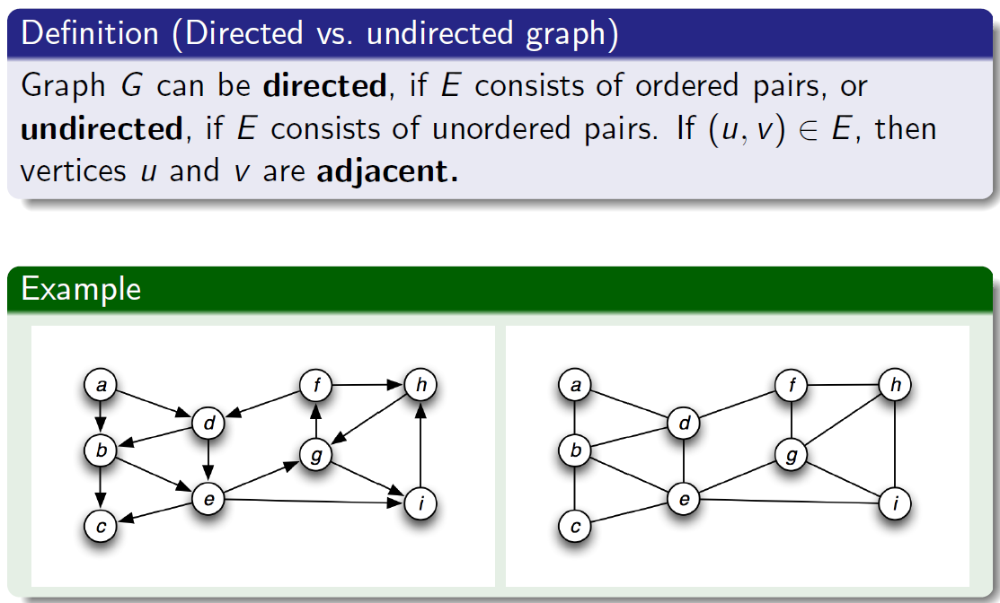 Definition (Directed vs. undirected graph)
Graph G can be directed, if E consists of ordered pairs, or
undirected, if E consists of unordered pairs. If (u, v) ∈ E, then
vertices u and v are adjacent.
Example
a
f
h
d
b
g
e
i
c
a
f
h
d
b
g
e
i
c